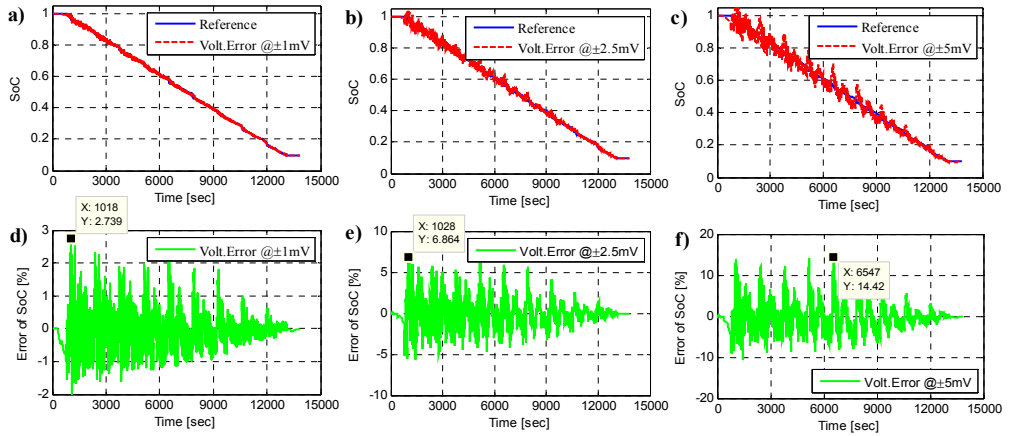 a)
1
0.8
0.6
0.4
0.2
0
SoC
Reference
Volt.Error @±1mV
0 3000 6000 9000 12000 15000
Time [sec]
b)
1
0.8
0.6
0.4
0.2
0
SoC
Reference
Volt.Error @±2.5mV
0 3000 6000 9000 12000 15000
Time [sec]
c)
1
0.8
0.6
0.4
0.2
0
SoC
Reference
Volt.Error @±5mV
0 3000 6000 9000 12000 15000
Time [sec]
d)
3
2
1
0
-1
-2
Error of SoC [%]
X: 1018
Y: 2.739
Volt.Error @±1mV
0 3000 6000 9000 12000 15000
Time [sec]
e)
10
5
0
-5
-10
Error of SoC [%]
X: 1028
Y: 6.864
Volt.Error @±2.5mV
0 3000 6000 9000 12000 15000
Time [sec]
f)
20
10
0
-10
-20
Error of SoC [%]
X: 6547
Y: 14.42
Volt.Error @±5mV
0 3000 6000 9000 12000 15000
Time [sec]